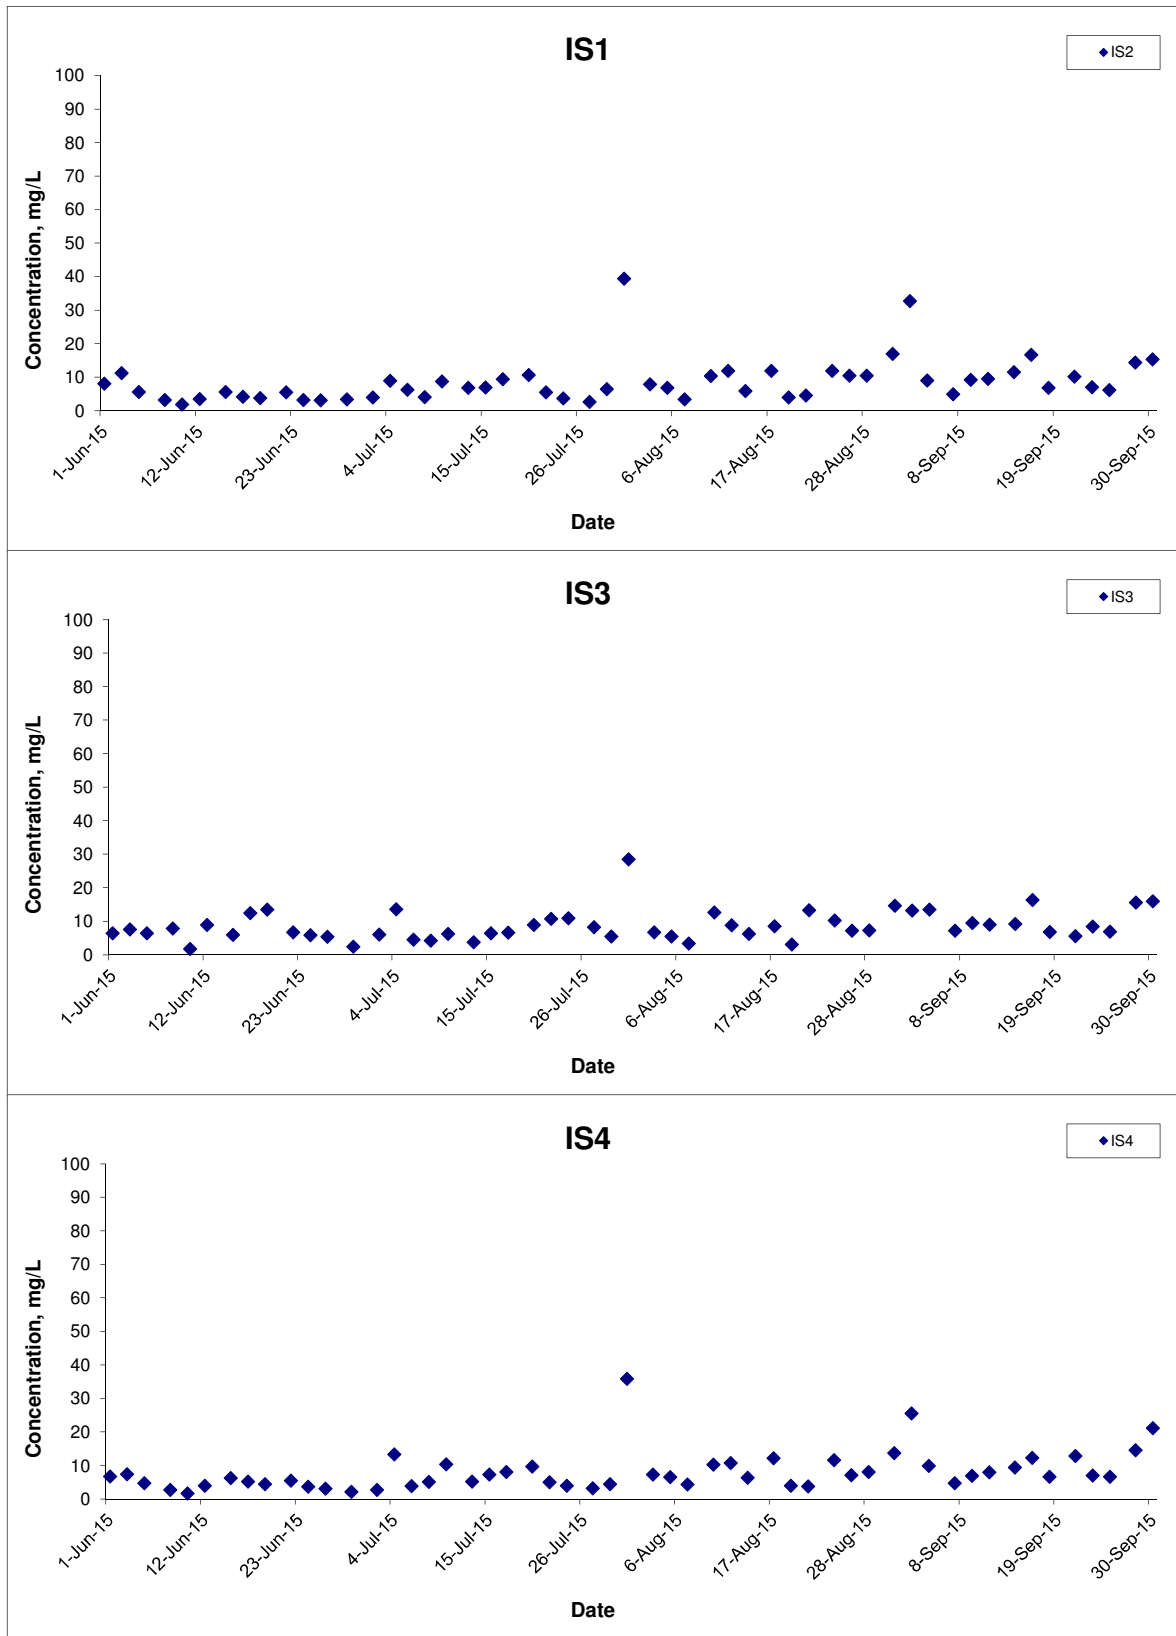 IS1
IS2
Concentration, mg/L
100
90
80
70
60
50
40
30
20
10
0
1-Jun-15
12-Jun-15
23-Jun-15
4-Jul-15
15-Jul-15
26-Jul-15
6-Aug-15
17-Aug-15
28-Aug-15
8-Sep-15
19-Sep-15
30-Sep-15
Date
IS3
IS3
Concentration, mg/L
100
90
80
70
60
50
40
30
20
10
0
1-Jun-15
12-Jun-15
23-Jun-15
4-Jul-15
15-Jul-15
26-Jul-15
6-Aug-15
17-Aug-15
28-Aug-15
8-Sep-15
19-Sep-15
30-Sep-15
Date
IS4
IS4
Concentration, mg/L
100
90
80
70
60
50
40
30
20
10
0
1-Jun-15
12-Jun-15
23-Jun-15
4-Jul-15
15-Jul-15
26-Jul-15
6-Aug-15
17-Aug-15
28-Aug-15
8-Sep-15
19-Sep-15
30-Sep-15
Date